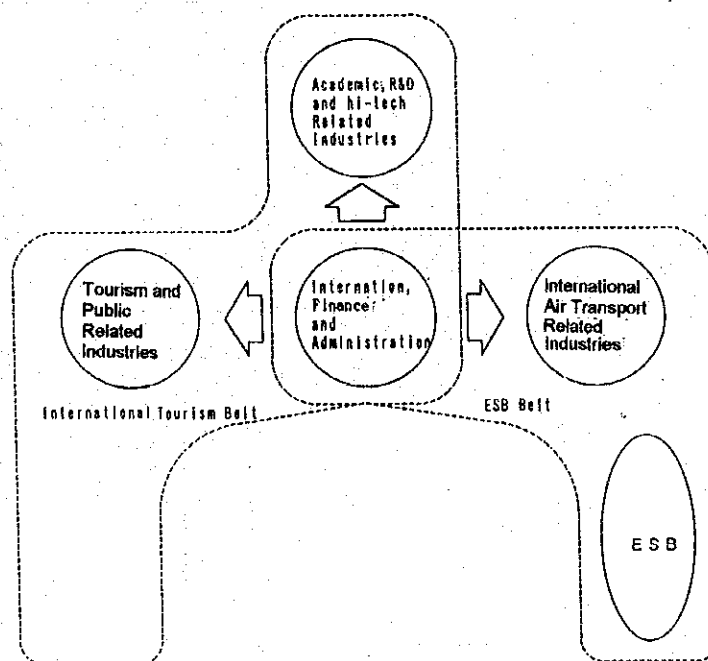 Academic, R&D
and hi-tech
Related
Industries
Tourism and
Public
Related
Industries
Internation,
Finance
and
Administration
International
Air Transport
Related
Industries
International Tourism Belt
ESB Belt
ESB